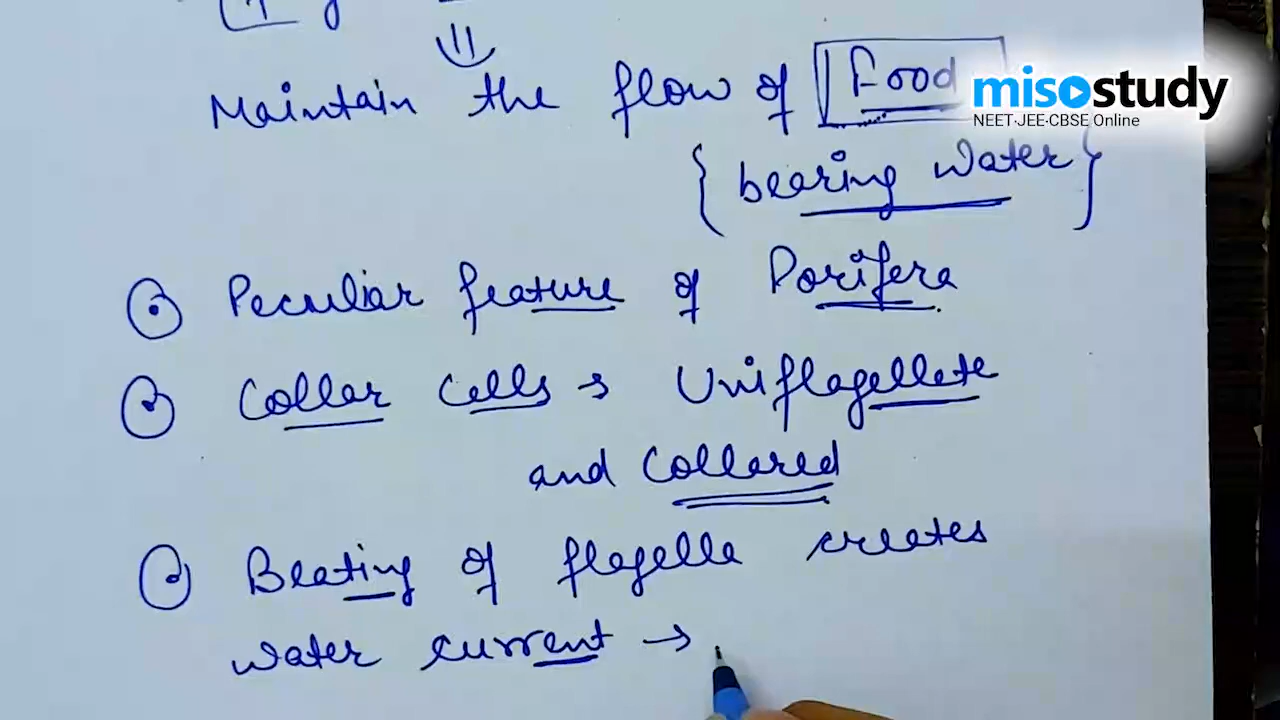 Maintain the flow of Food
{ bearing water }
Peculiar feature of Porifera
Collar cells → Uniflagellate
and Collared
Beating of flagella creates
water current →
misostudy
NEET-JEE-CBSE Online